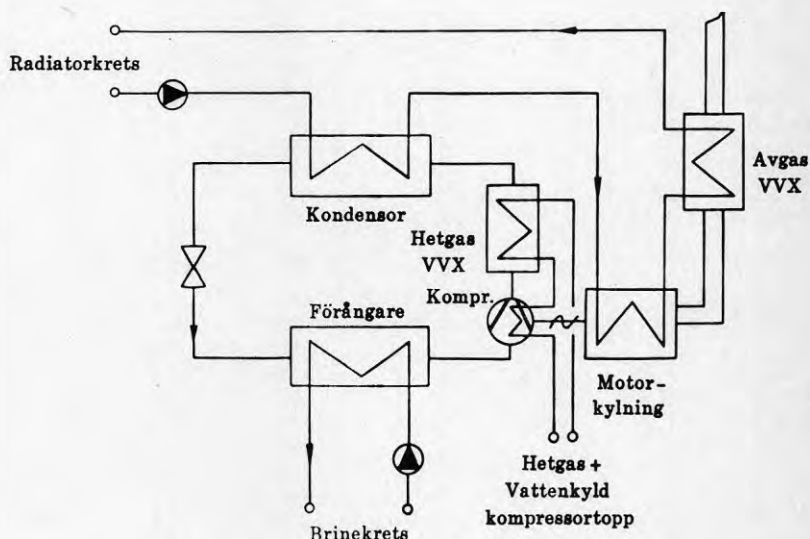 Radiatorkrets
Avgas
VVX
Kondensor
Hetgas
VVX
Kompr.
Förångare
Motor-
kylning
Hetgas +
Vattenkyld
kompressortopp
Brinekrets